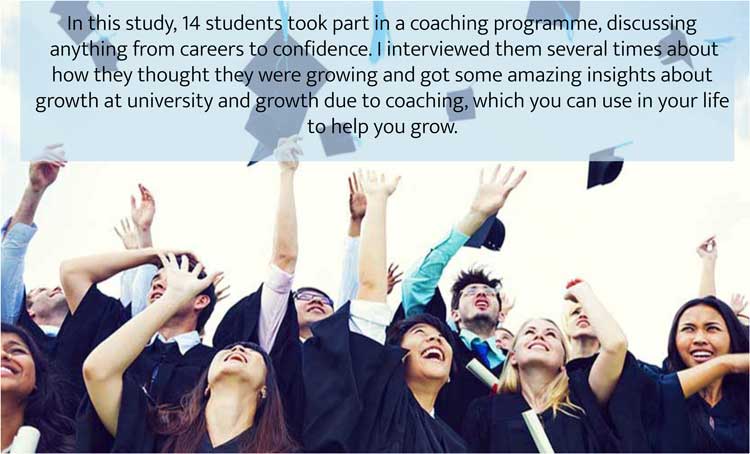 In this study, 14 students took part in a coaching programme, discussing
anything from careers to confidence. I interviewed them several times about
how they thought they were growing and got some amazing insights about
growth at university and growth due to coaching, which you can use in your life
to help you grow.